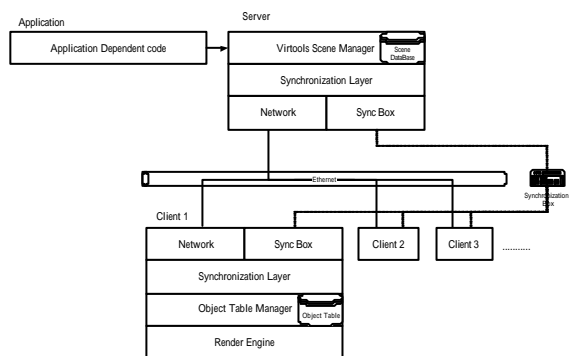 Application
Server
Application Dependent code
Virtools Scene Manager
Scene
DataBase
Synchronization Layer
Network
Sync Box
Ethernet
Synchronization
Box
Client 1
Network
Sync Box
Client 2
Client 3
...........
Synchronization Layer
Object Table Manager
Object Table
Render Engine